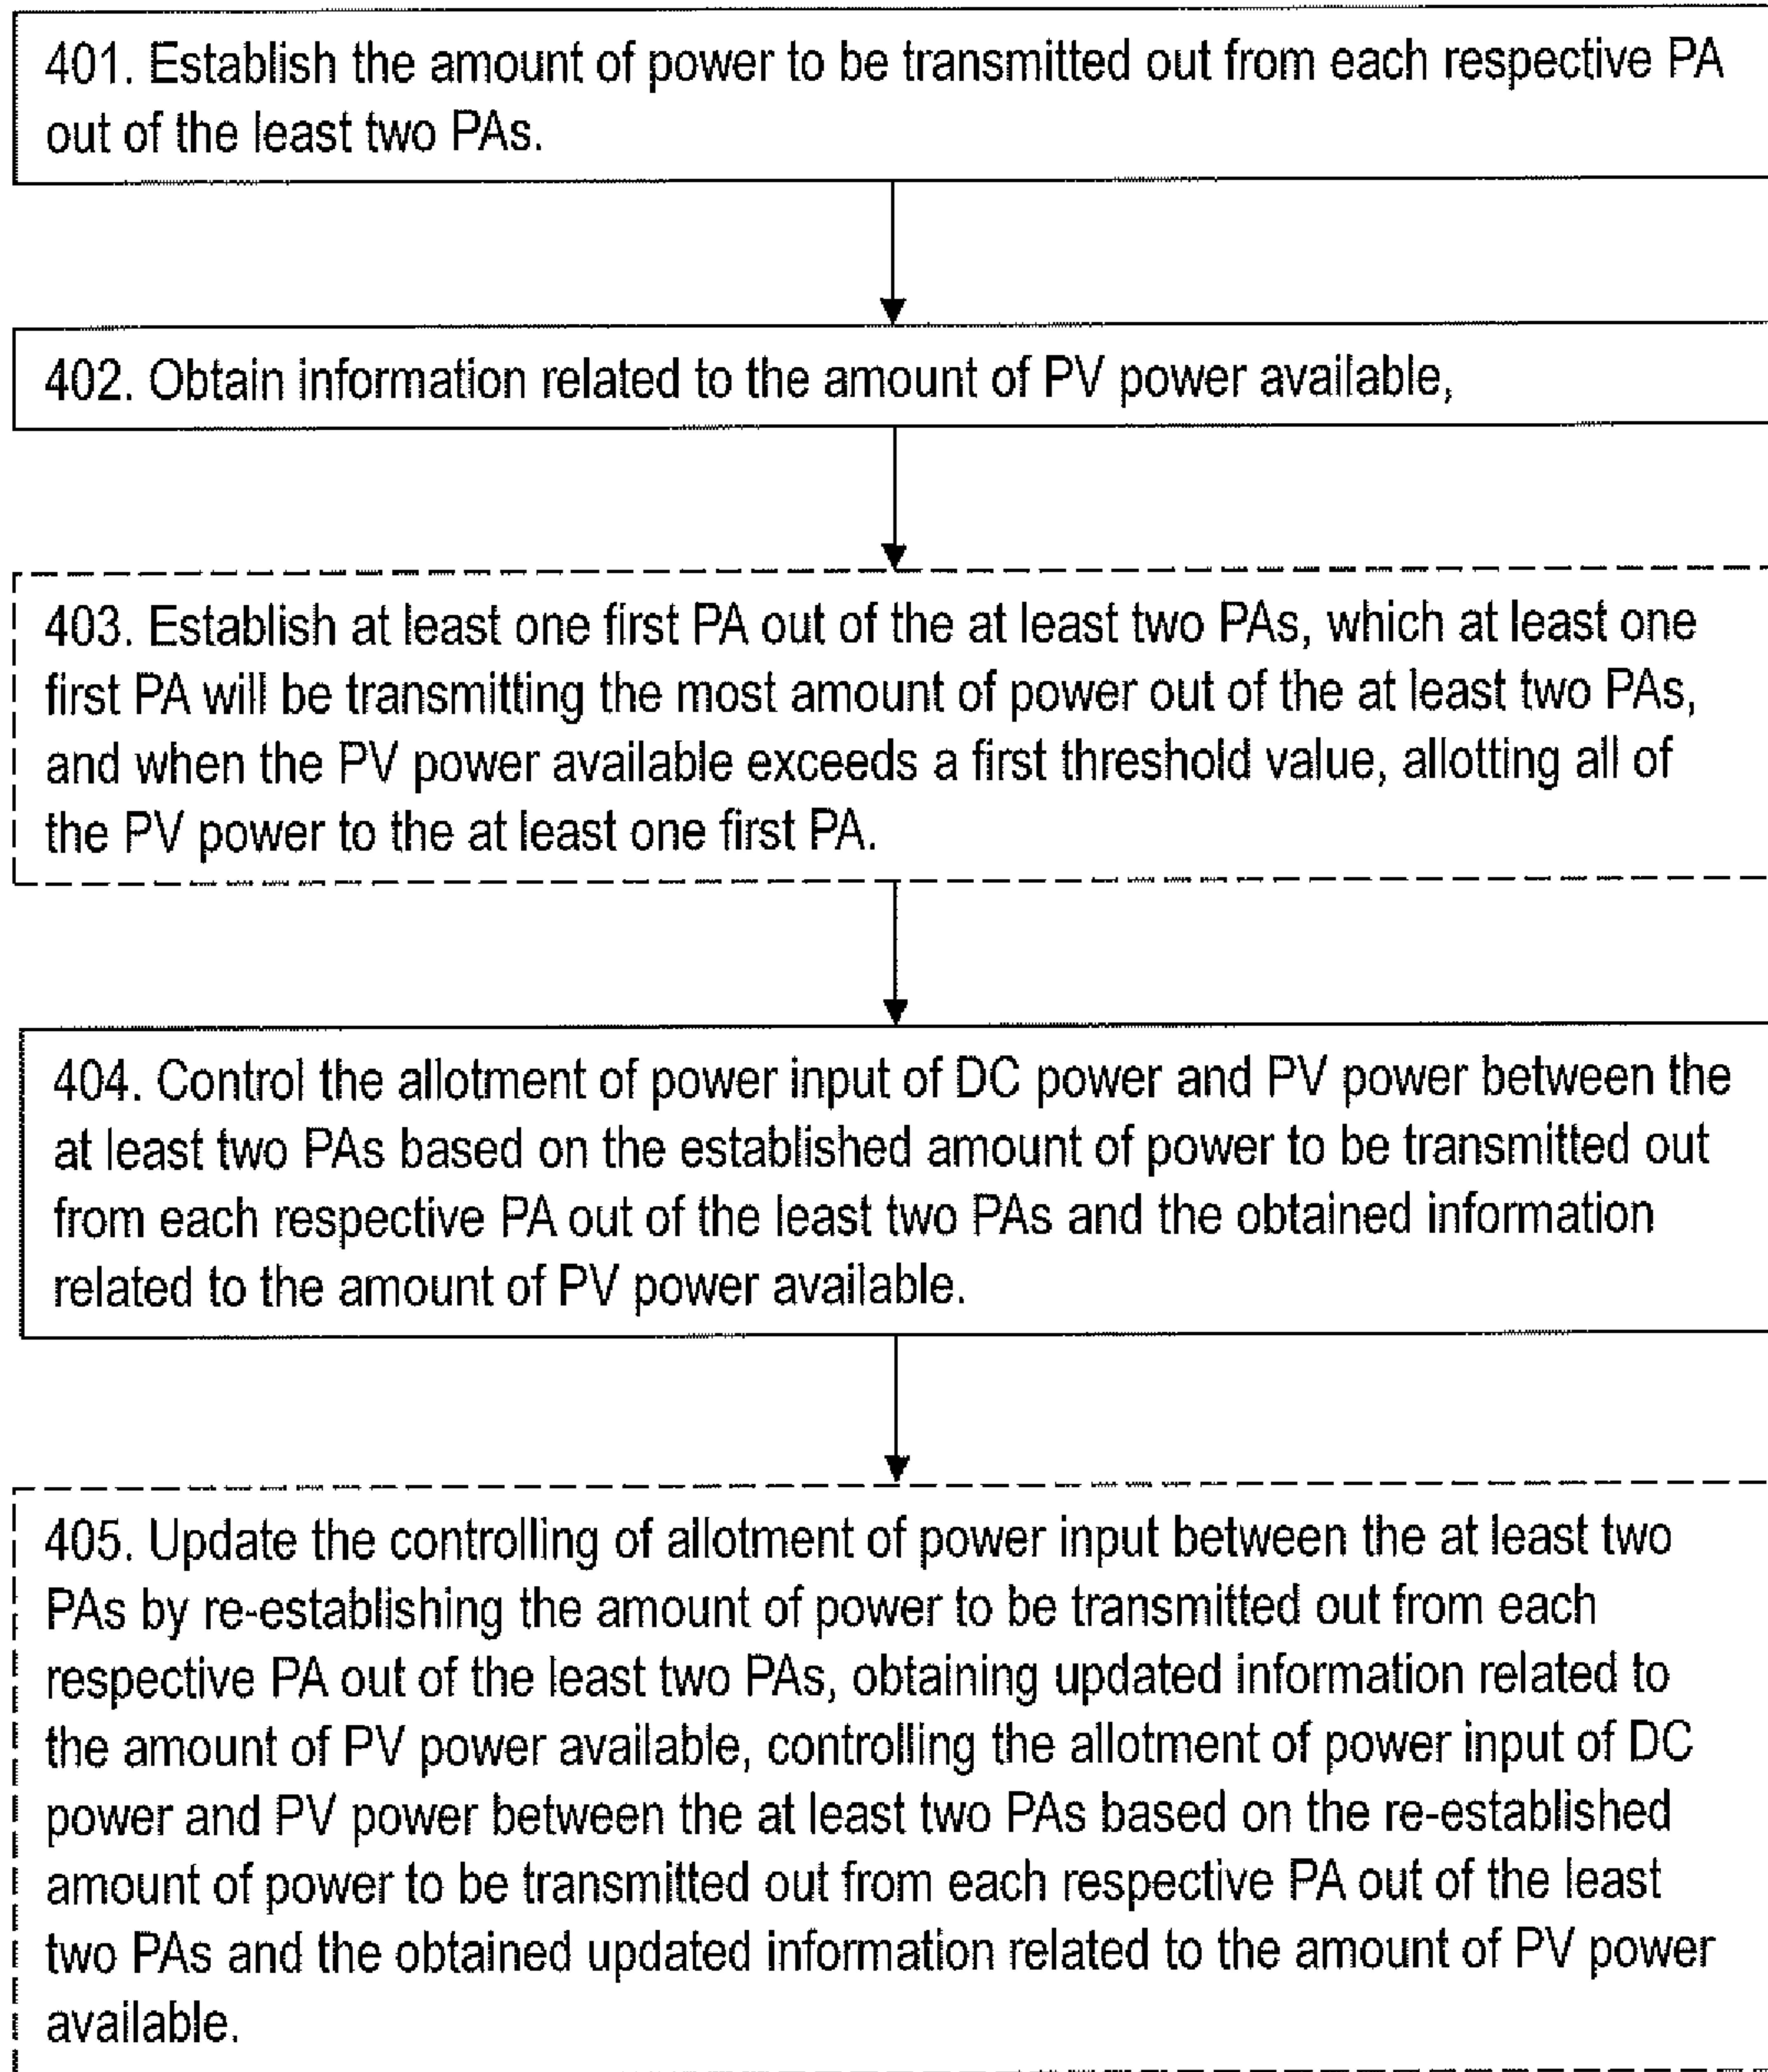 401. Establish the amount of power to be transmitted out from each respective PA
out of the least two PAs.
402. Obtain information related to the amount of PV power available,
403. Establish at least one first PA out of the at least two PAs, which at least one
first PA will be transmitting the most amount of power out of the at least two PAs,
and when the PV power available exceeds a first threshold value, allotting all of
the PV power to the at least one first PA.
404. Control the allotment of power input of DC power and PV power between the
at least two PAs based on the established amount of power to be transmitted out
from each respective PA out of the least two PAs and the obtained information
related to the amount of PV power available.
405. Update the controlling of allotment of power input between the at least two
PAs by re-establishing the amount of power to be transmitted out from each
respective PA out of the least two PAs, obtaining updated information related to
the amount of PV power available, controlling the allotment of power input of DC
power and PV power between the at least two PAs based on the re-established
amount of power to be transmitted out from each respective PA out of the least
two PAs and the obtained updated information related to the amount of PV power
available.